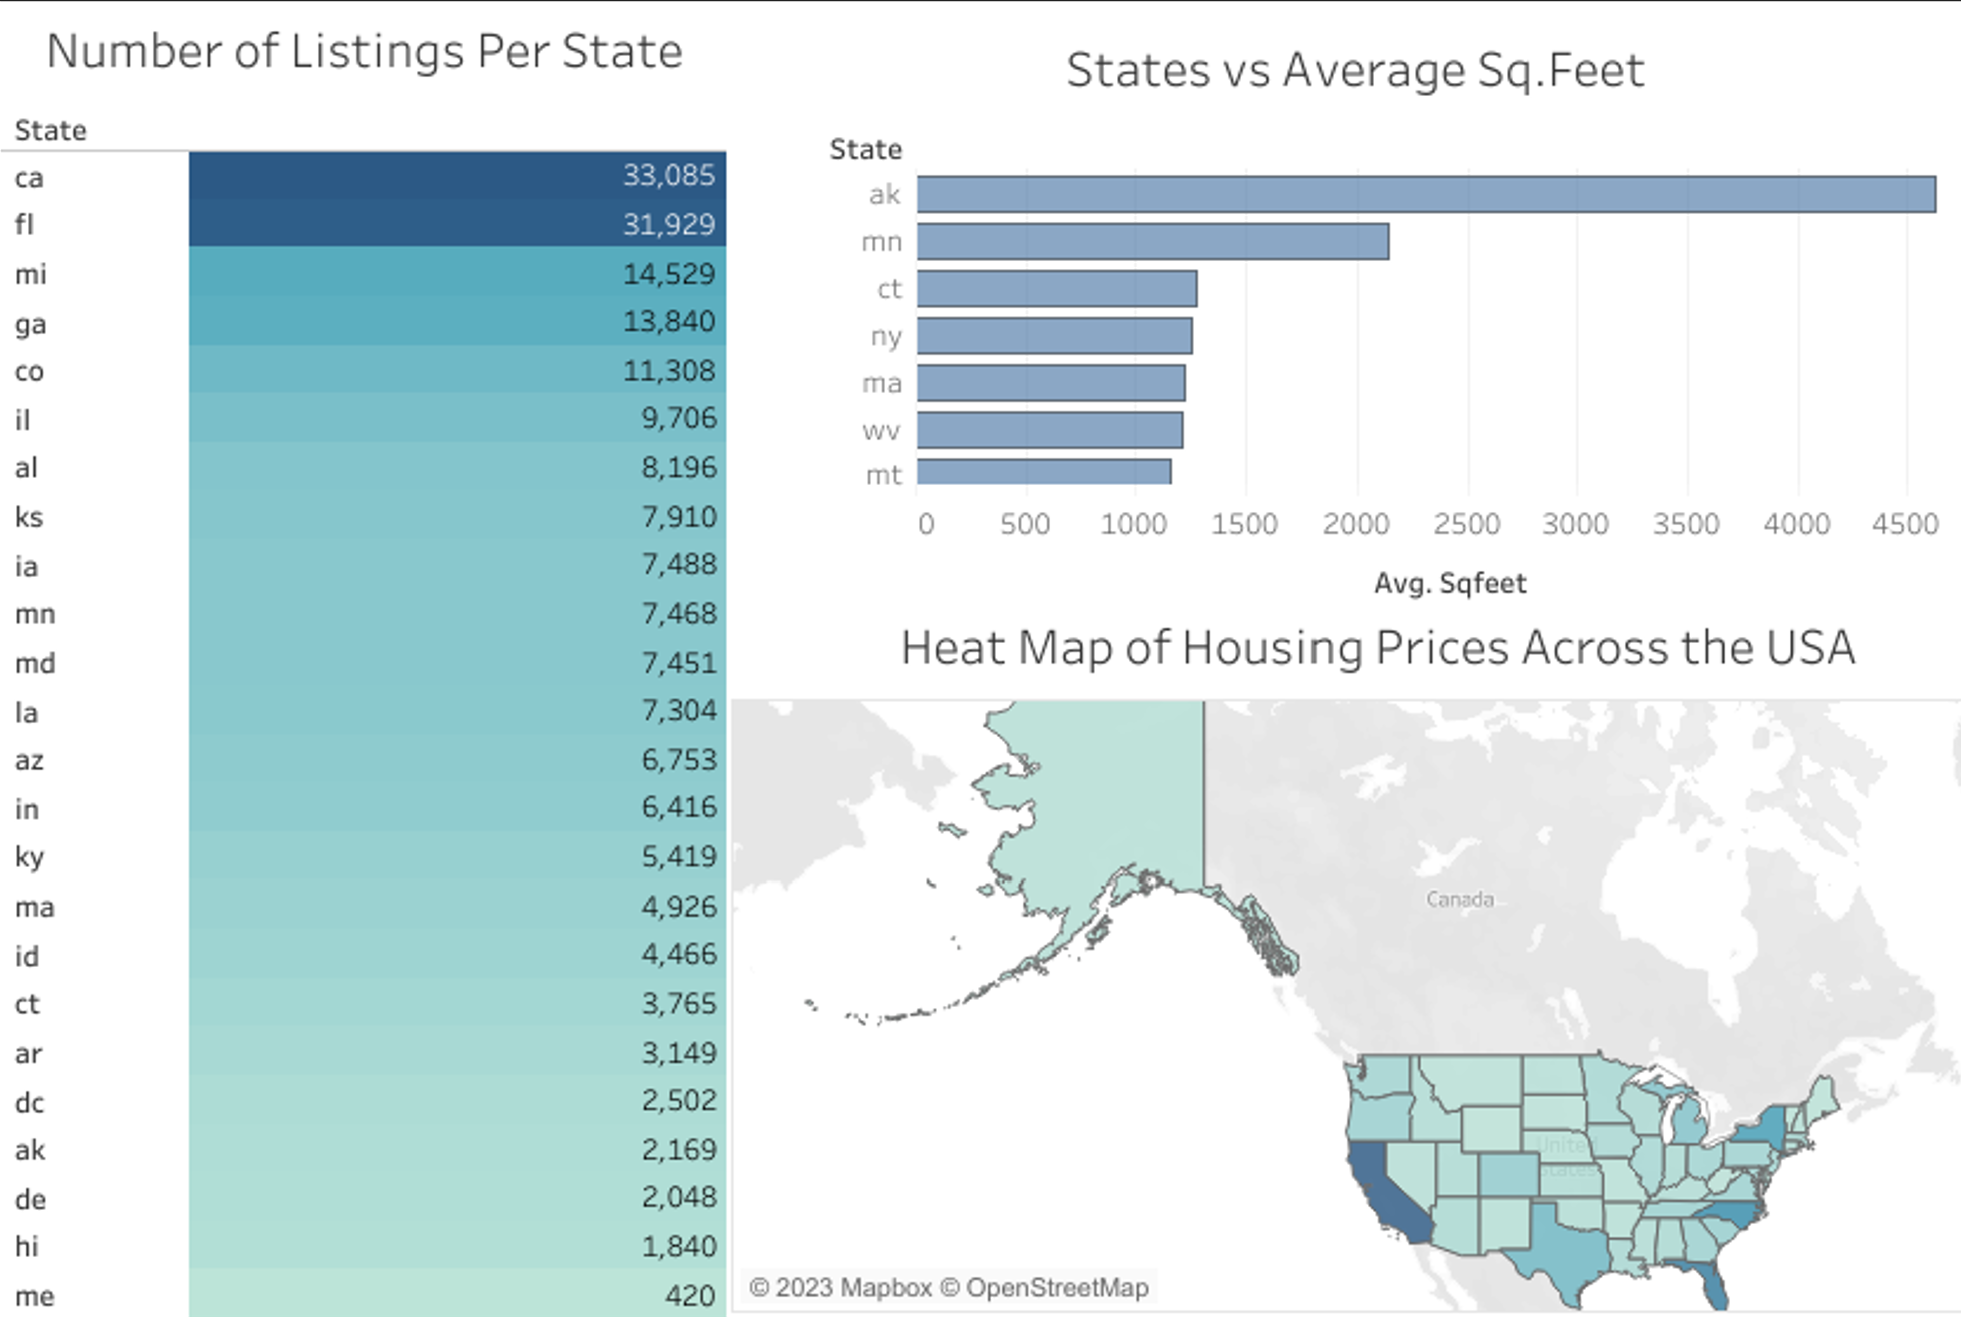 Number of Listings Per State
State
ca 33,085
fl 31,929
mi 14,529
ga 13,840
co 11,308
il 9,706
al 8,196
ks 7,910
ia 7,488
mn 7,468
md 7,451
la 7,304
az 6,753
in 6,416
ky 5,419
ma 4,926
id 4,466
ct 3,765
ar 3,149
dc 2,502
ak 2,169
de 2,048
hi 1,840
me 420
States vs Average Sq.Feet
State
ak
mn
ct
ny
ma
wv
mt
0 500 1000 1500 2000 2500 3000 3500 4000 4500
Avg. Sqfeet
Heat Map of Housing Prices Across the USA
Canada
United
States
© 2023 Mapbox © OpenStreetMap